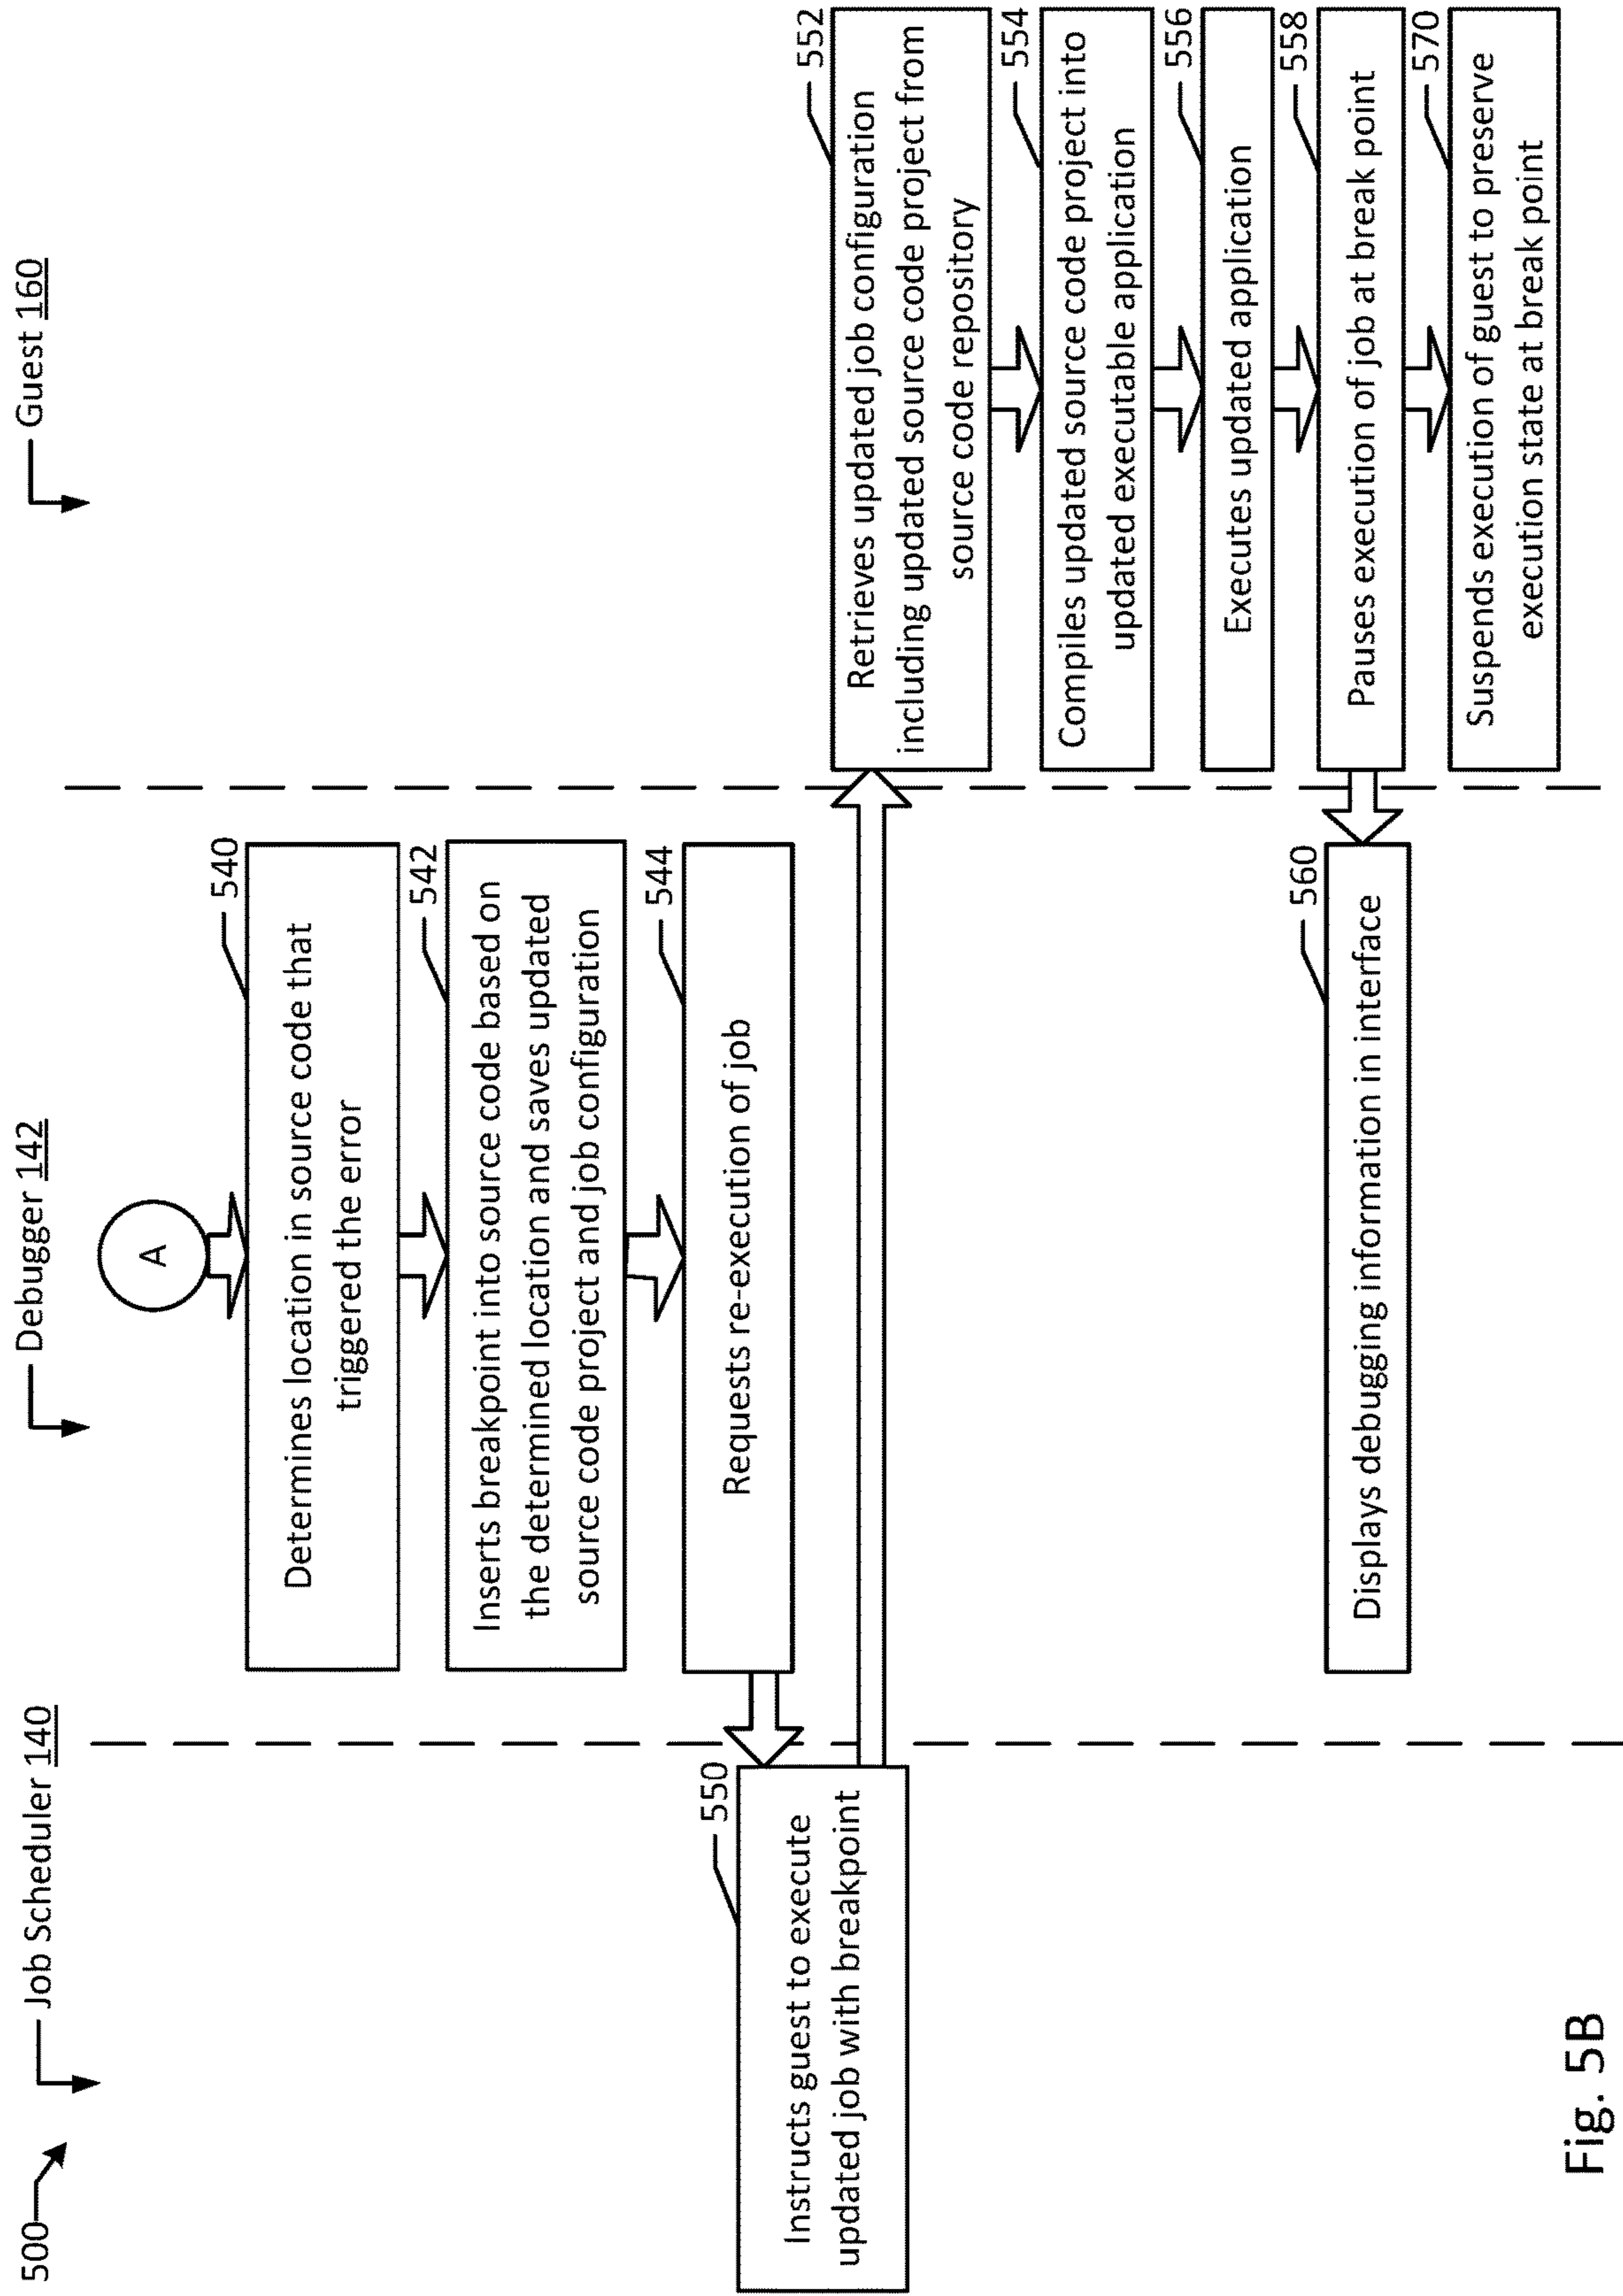 500
Job Scheduler 140
Debugger 142
Guest 160
A
540
Determines location in source code that
triggered the error
542
Inserts breakpoint into source code based on
the determined location and saves updated
source code project and job configuration
544
Requests re-execution of job
550
Instructs guest to execute
updated job with breakpoint
552
Retrieves updated job configuration
including updated source code project from
source code repository
554
Compiles updated source code project into
updated executable application
556
Executes updated application
558
Pauses execution of job at break point
560
Displays debugging information in interface
570
Suspends execution of guest to preserve
execution state at break point
Fig. 5B